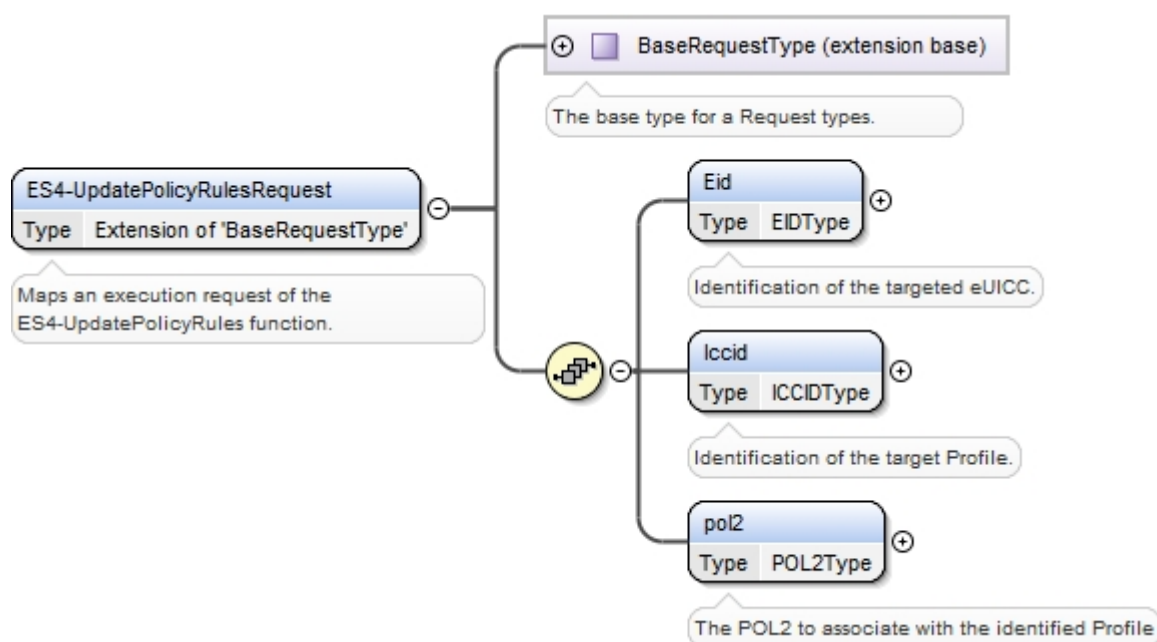 BaseRequestType (extension base)
The base type for a Request types.
ES4-UpdatePolicyRulesRequest
Type Extension of 'BaseRequestType'
Maps an execution request of the
ES4-UpdatePolicyRules function.
Eid
Type EIDType
Identification of the targeted eUICC.
Iccid
Type ICCIDType
Identification of the target Profile.
pol2
Type POL2Type
The POL2 to associate with the identified Profile